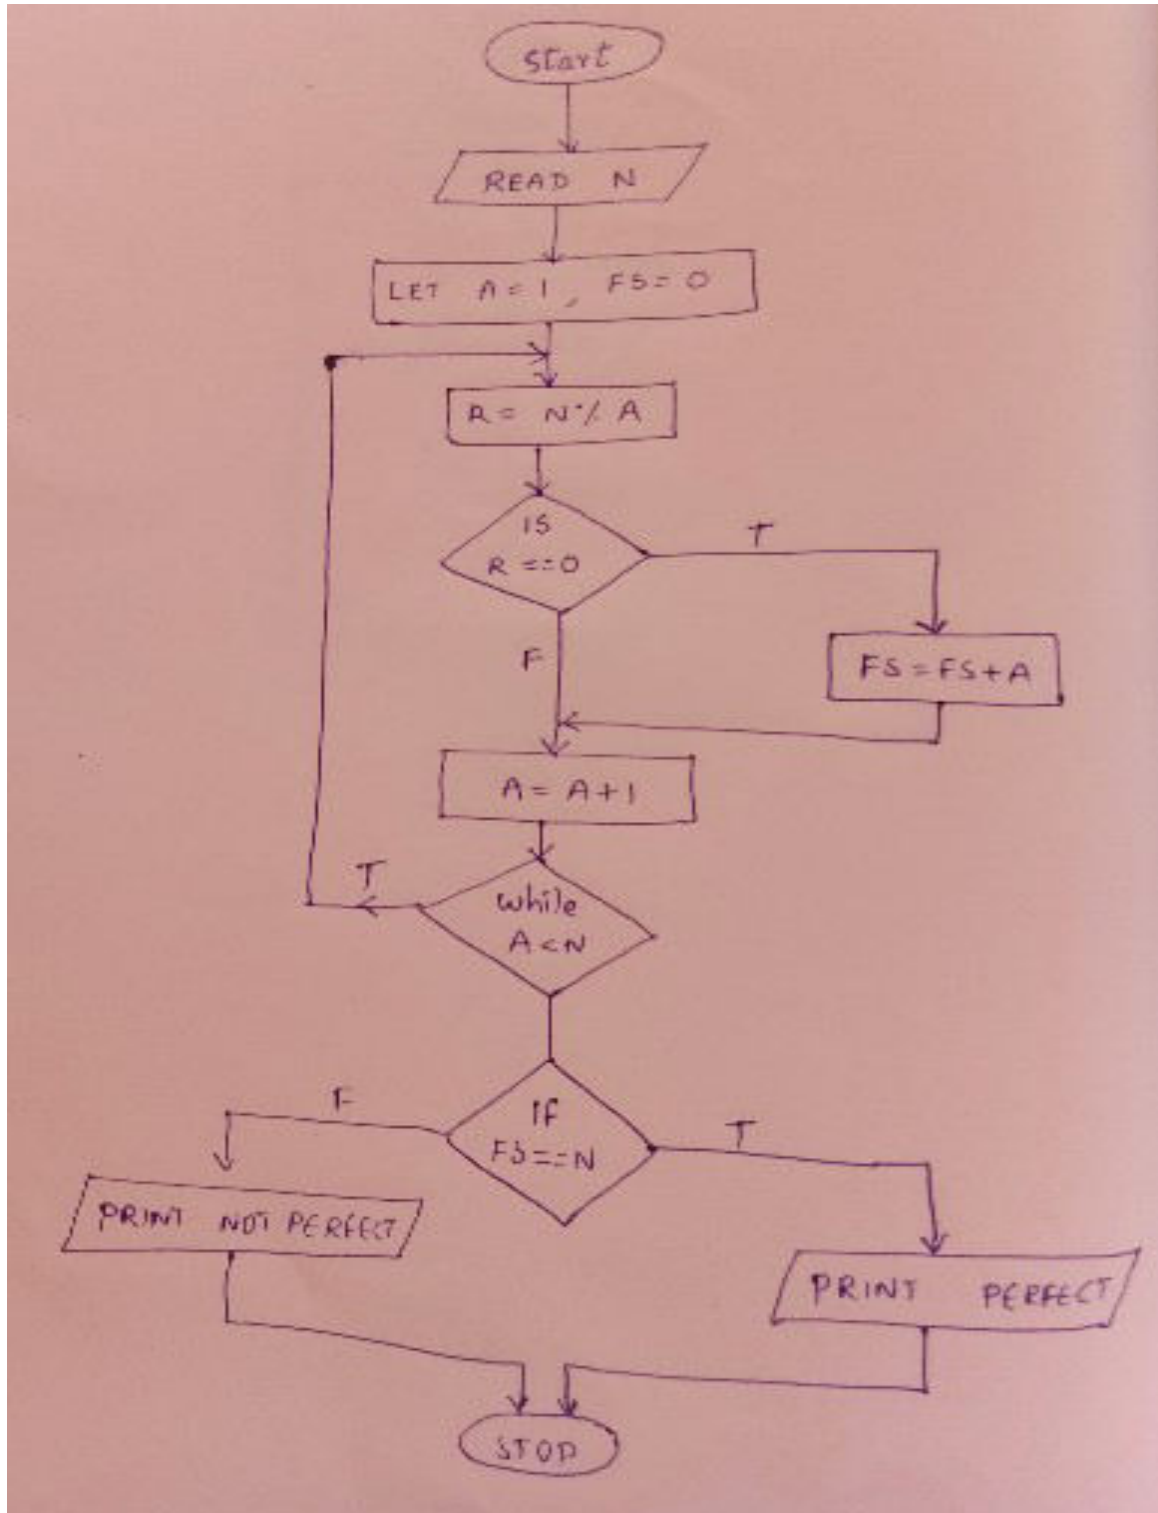 Start
READ N
LET A = 1, FS = 0
R = N % A
IS
R == 0
T
F
FS = FS + A
A = A + 1
T
while
A < N
F
If
FS == N
T
PRINT NOT PERFECT
PRINT PERFECT
STOP